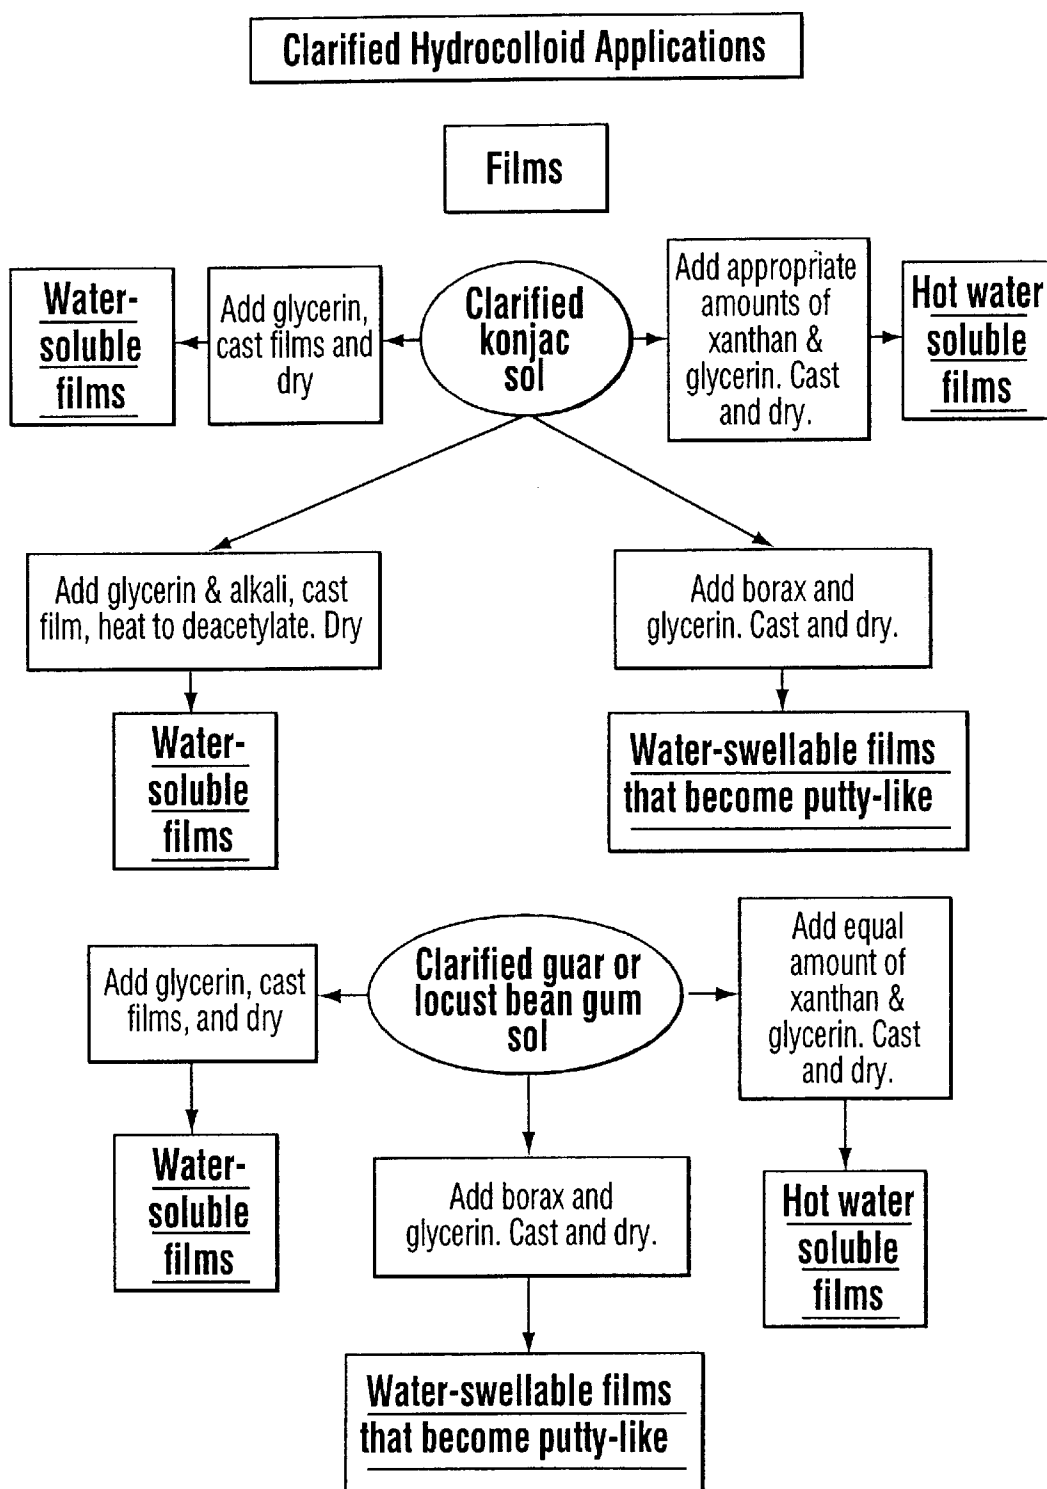 Clarified Hydrocolloid Applications
Films
Water-
soluble
films
Add glycerin,
cast films and
dry
Clarified
konjac
sol
Add appropriate
amounts of
xanthan &
glycerin. Cast
and dry.
Hot water
soluble
films
Add glycerin & alkali, cast
film, heat to deacetylate. Dry
Add borax and
glycerin. Cast and dry.
Water-
soluble
films
Water-swellable films
that become putty-like
Add glycerin, cast
films, and dry
Clarified guar or
locust bean gum
sol
Add equal
amount of
xanthan &
glycerin. Cast
and dry.
Water-
soluble
films
Add borax and
glycerin. Cast and dry.
Hot water
soluble
films
Water-swellable films
that become putty-like